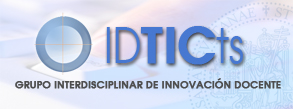 IDTICts
GRUPO INTERDISCIPLINAR DE INNOVACIÓN DOCENTE